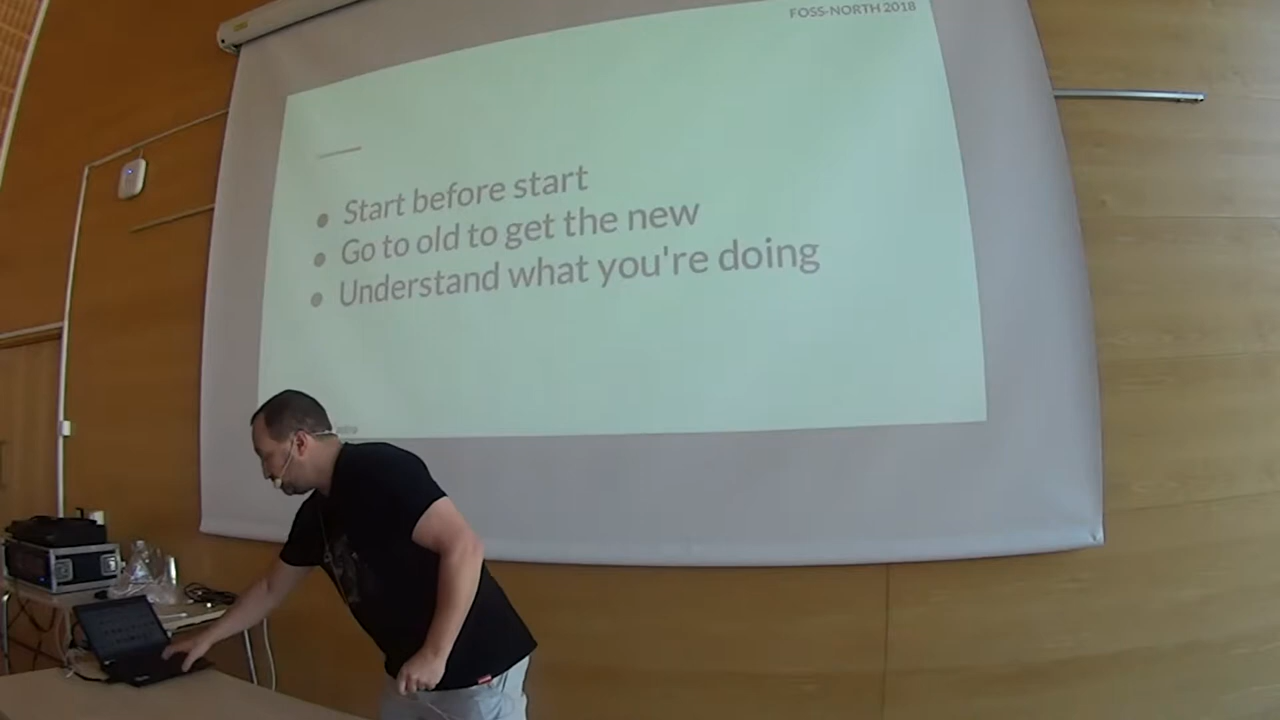 FOSS-NORTH 2018
Start before start
Go to old to get the new
Understand what you're doing